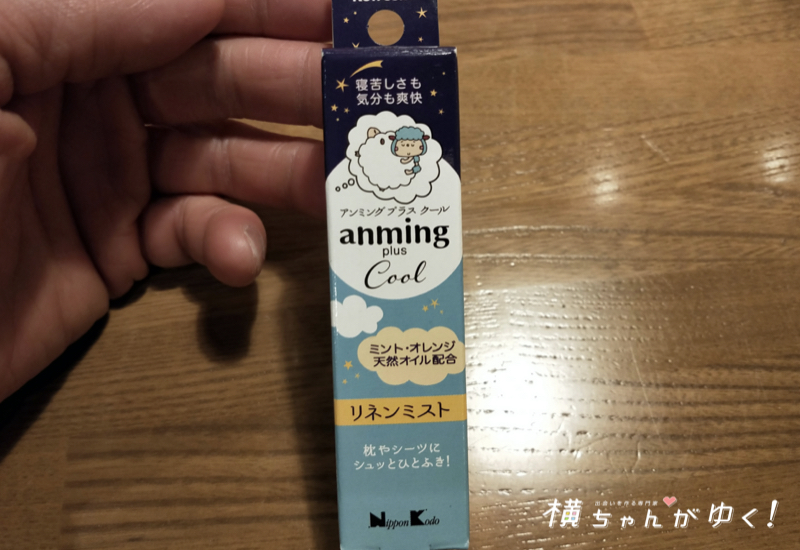 寝苦しさも
気分も爽快
アンミング プラス クール
anming
plus
Cool
ミント・オレンジ
天然オイル配合
リネンミスト
枕やシーツに
シュッとひとふき!
Nippon Kodo
横ちゃんがゆく!